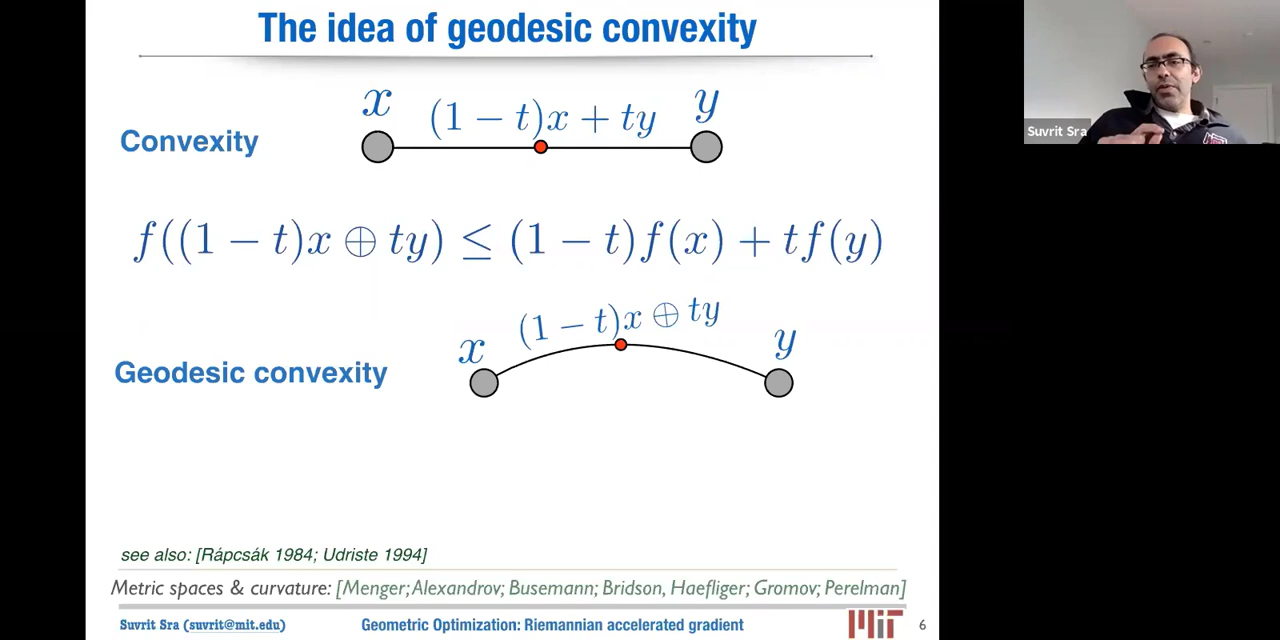 The idea of geodesic convexity
x (1 − t)x + ty y
Convexity
f((1 − t)x ⊕ ty) ≤ (1 − t)f(x) + tf(y)
x (1 − t)x ⊕ ty y
Geodesic convexity
see also: [Rápcsák 1984; Udriste 1994]
Metric spaces & curvature: [Menger; Alexandrov; Busemann; Bridson, Haefliger; Gromov; Perelman]
Suvrit Sra (suvrit@mit.edu) Geometric Optimization: Riemannian accelerated gradient MIT 6
Suvrit Sra